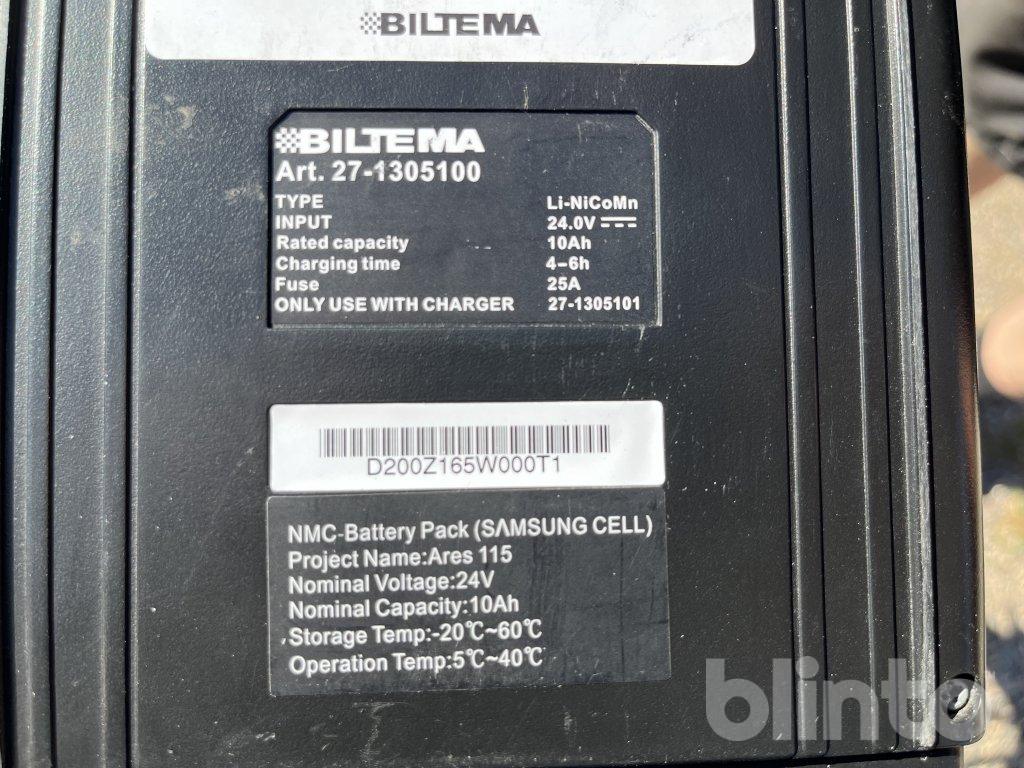 BILTEMA
BILTEMA
Art. 27-1305100
TYPE Li-NiCoMn
INPUT 24.0V
Rated capacity 10Ah
Charging time 4-6h
Fuse 25A
ONLY USE WITH CHARGER 27-1305101
D200Z165W000T1
NMC-Battery Pack (SAMSUNG CELL)
Project Name:Ares 115
Nominal Voltage:24V
Nominal Capacity:10Ah
Storage Temp:-20℃~60℃
Operation Temp:5℃~40℃
blinto